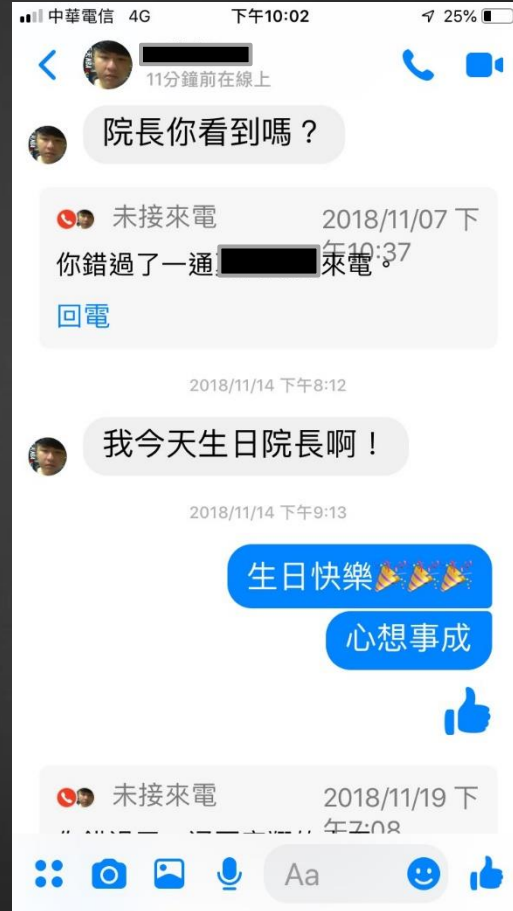 中華電信 4G 下午10:02 25%
11分鐘前在線上
院長你看到嗎？
未接來電 2018/11/07 下
午10:37
你錯過了一通 來電。
回電
2018/11/14 下午8:12
我今天生日院長啊！
2018/11/14 下午9:13
生日快樂🎉🎉🎉
心想事成
未接來電 2018/11/19 下
午7:08
Aa